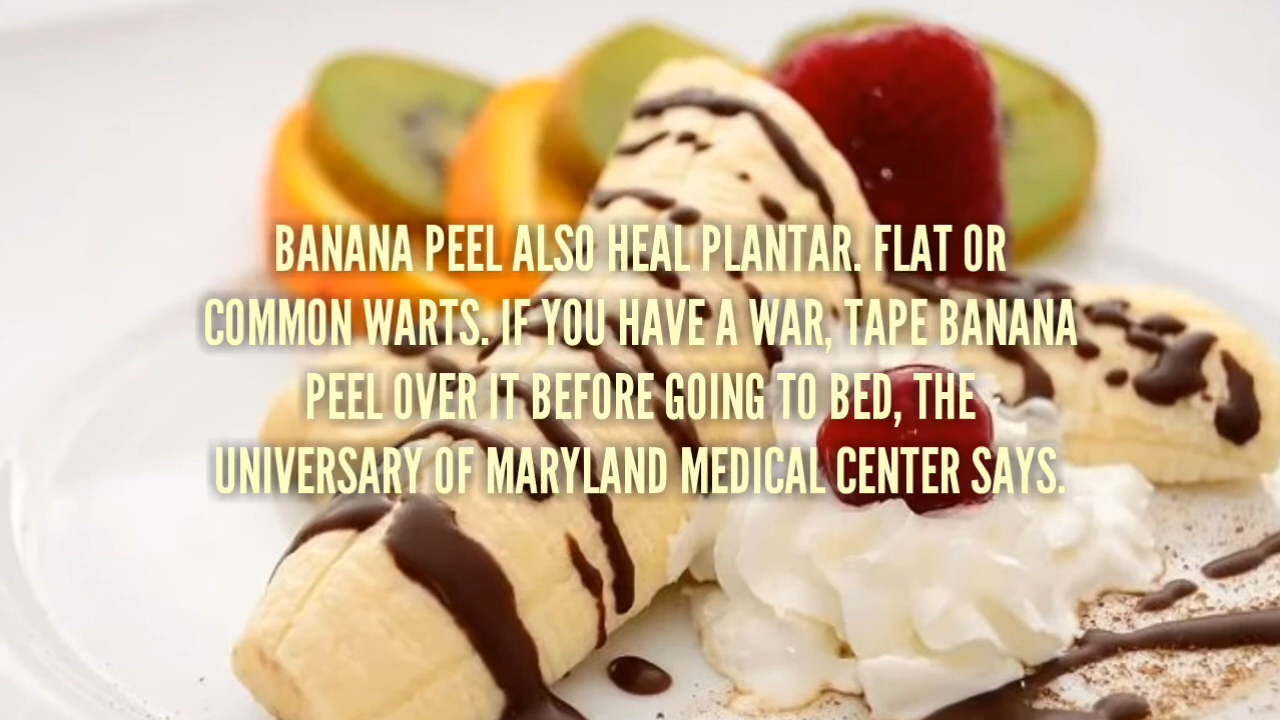 BANANA PEEL ALSO HEAL PLANTAR. FLAT OR
COMMON WARTS. IF YOU HAVE A WAR, TAPE BANANA
PEEL OVER IT BEFORE GOING TO BED, THE
UNIVERSARY OF MARYLAND MEDICAL CENTER SAYS.